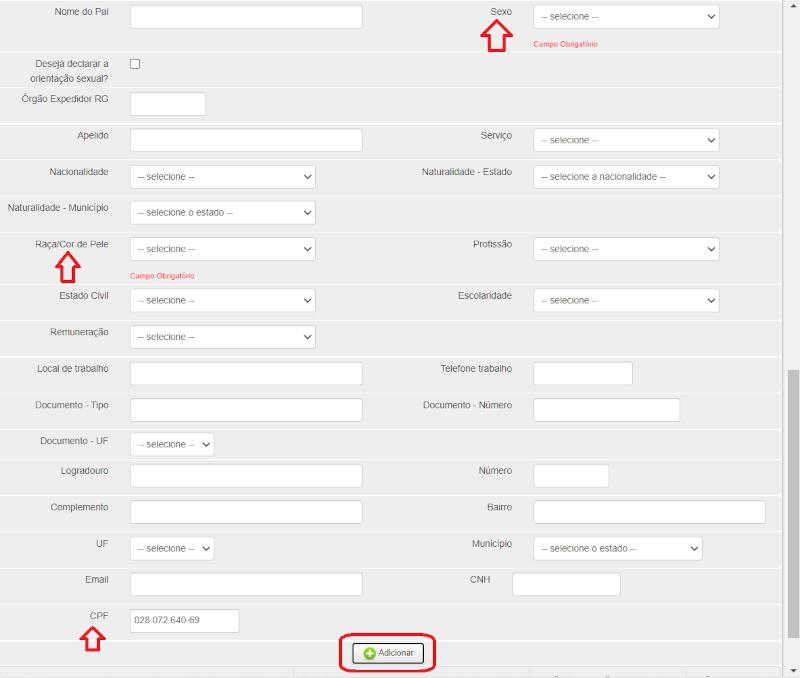 Nome do Pai
Sexo
-- selecione --
Campo Obrigatório
Deseja declarar a
orientação sexual?
Órgão Expedidor RG
Apelido
Serviço
-- selecione --
Nacionalidade
-- selecione --
Naturalidade - Estado
-- selecione a nacionalidade --
Naturalidade - Município
-- selecione o estado --
Raça/Cor de Pele
-- selecione --
Campo Obrigatório
Profissão
-- selecione --
Estado Civil
-- selecione --
Escolaridade
-- selecione --
Remuneração
-- selecione --
Local de trabalho
Telefone trabalho
Documento - Tipo
Documento - Número
Documento - UF
-- selecione --
Logradouro
Número
Complemento
Bairro
UF
-- selecione --
Município
-- selecione o estado --
Email
CNH
CPF
028.072.640-69
Adicionar